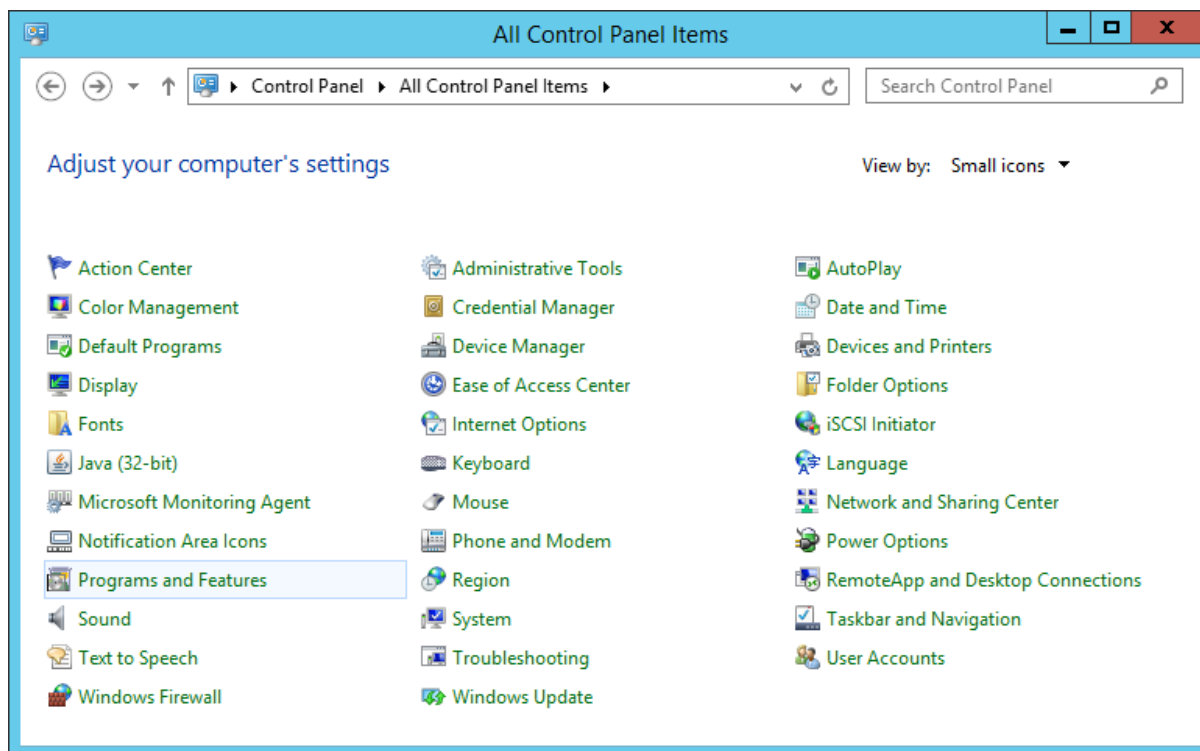 All Control Panel Items
Control Panel All Control Panel Items
Search Control Panel
Adjust your computer's settings
View by: Small icons
Action Center Administrative Tools AutoPlay
Color Management Credential Manager Date and Time
Default Programs Device Manager Devices and Printers
Display Ease of Access Center Folder Options
Fonts Internet Options iSCSI Initiator
Java (32-bit) Keyboard Language
Microsoft Monitoring Agent Mouse Network and Sharing Center
Notification Area Icons Phone and Modem Power Options
Programs and Features Region RemoteApp and Desktop Connections
Sound System Taskbar and Navigation
Text to Speech Troubleshooting User Accounts
Windows Firewall Windows Update